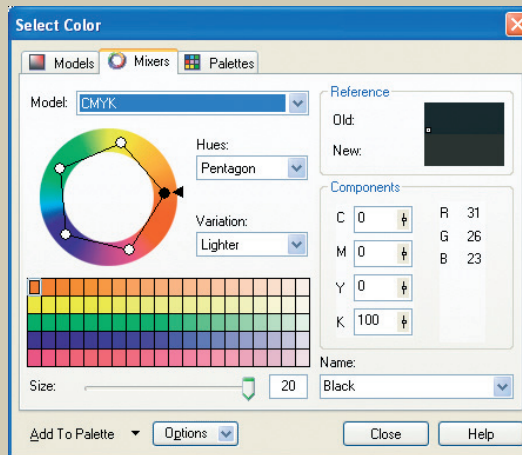 Select Color
Models Mixers Palettes
Model: CMYK
Hues:
Pentagon
Variation:
Lighter
Size: 20
Reference
Old:
New:
Components
C 0 R 31
M 0 G 26
Y 0 B 23
K 100
Name:
Black
Add To Palette Options Close Help